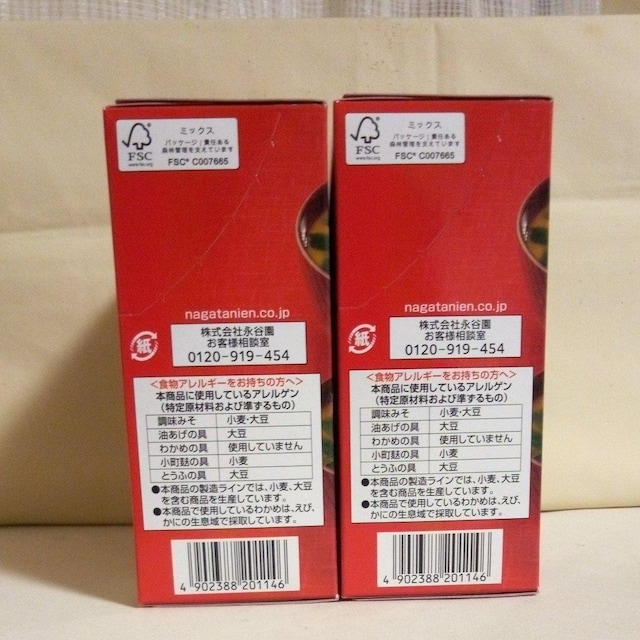 FSC
www.fsc.org
ミックス
パッケージ | 責任ある
森林管理を支えています
FSC® C007665
nagatanien.co.jp
紙
株式会社永谷園
お客様相談室
0120-919-454
<食物アレルギーをお持ちの方へ>
本商品に使用しているアレルゲン
(特定原材料および準ずるもの)
調味みそ 小麦・大豆
油あげの具 大豆
わかめの具 使用していません
小町麩の具 小麦
とうふの具 大豆
●本商品の製造ラインでは、小麦、大豆
を含む商品を生産しています。
●本商品で使用しているわかめは、えび、
かにの生息域で採取しています。
4 902388 201146
FSC
www.fsc.org
ミックス
パッケージ | 責任ある
森林管理を支えています
FSC® C007665
nagatanien.co.jp
紙
株式会社永谷園
お客様相談室
0120-919-454
<食物アレルギーをお持ちの方へ>
本商品に使用しているアレルゲン
(特定原材料および準ずるもの)
調味みそ 小麦・大豆
油あげの具 大豆
わかめの具 使用していません
小町麩の具 小麦
とうふの具 大豆
●本商品の製造ラインでは、小麦、大豆
を含む商品を生産しています。
●本商品で使用しているわかめは、えび、
かにの生息域で採取しています。
4 902388 201146